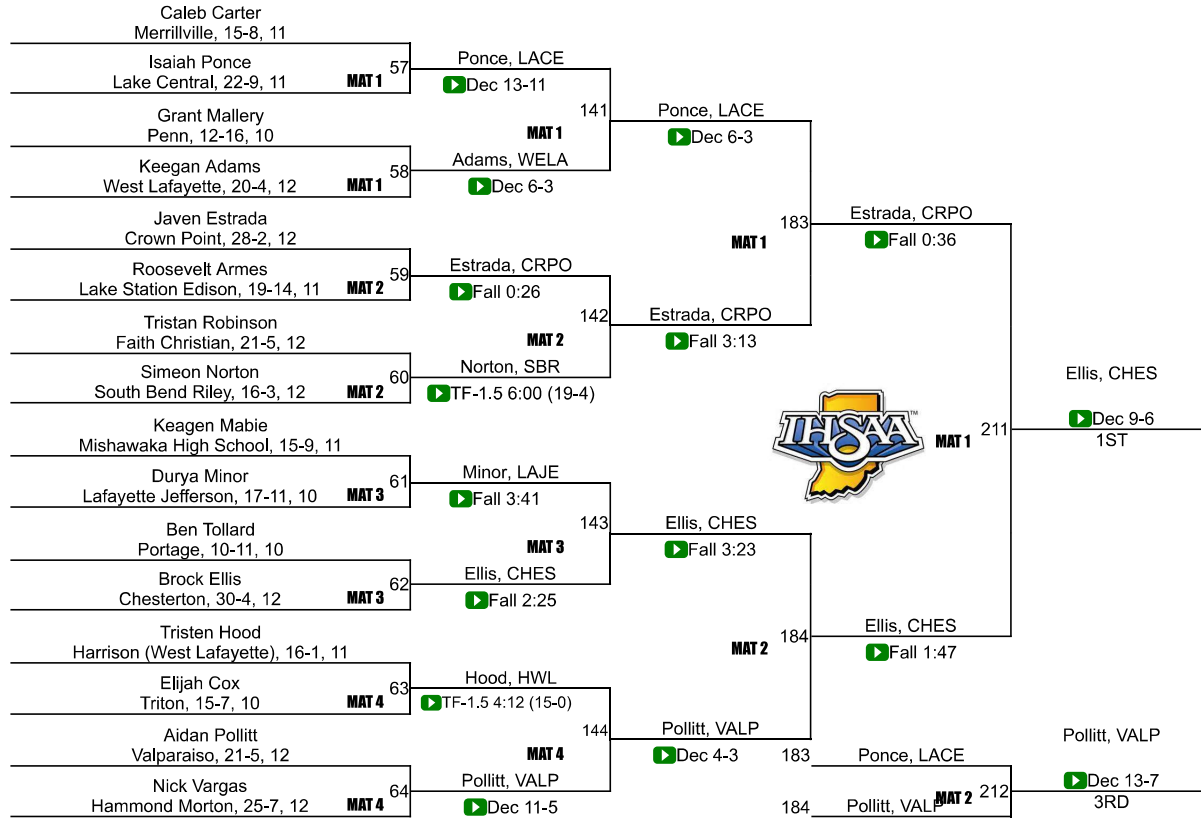 Caleb Carter
Merrillville, 15-8, 11
57
Isaiah Ponce
Lake Central, 22-9, 11
MAT 1
Ponce, LACE
Dec 13-11
141
MAT 1
Grant Mallery
Penn, 12-16, 10
58
Keegan Adams
West Lafayette, 20-4, 12
MAT 1
Adams, WELA
Dec 6-3
Ponce, LACE
Dec 6-3
183
MAT 1
Javen Estrada
Crown Point, 28-2, 12
59
Roosevelt Armes
Lake Station Edison, 19-14, 11
MAT 2
Estrada, CRPO
Fall 0:26
142
MAT 2
Tristan Robinson
Faith Christian, 21-5, 12
60
Simeon Norton
South Bend Riley, 16-3, 12
MAT 2
Norton, SBR
TF-1.5 6:00 (19-4)
Estrada, CRPO
Fall 3:13
Estrada, CRPO
Fall 0:36
IHSAA™
MAT 1
211
Ellis, CHES
Dec 9-6
1ST
Keagen Mabie
Mishawaka High School, 15-9, 11
61
Durya Minor
Lafayette Jefferson, 17-11, 10
MAT 3
Minor, LAJE
Fall 3:41
143
MAT 3
Ben Tollard
Portage, 10-11, 10
62
Brock Ellis
Chesterton, 30-4, 12
MAT 3
Ellis, CHES
Fall 2:25
Ellis, CHES
Fall 3:23
184
MAT 2
Ellis, CHES
Fall 1:47
Tristen Hood
Harrison (West Lafayette), 16-1, 11
63
Elijah Cox
Triton, 15-7, 10
MAT 4
Hood, HWL
TF-1.5 4:12 (15-0)
144
MAT 4
Aidan Pollitt
Valparaiso, 21-5, 12
64
Nick Vargas
Hammond Morton, 25-7, 12
MAT 4
Pollitt, VALP
Dec 11-5
Pollitt, VALP
Dec 4-3
183
Ponce, LACE
184
Pollitt, VALP
MAT 2
212
Pollitt, VALP
Dec 13-7
3RD